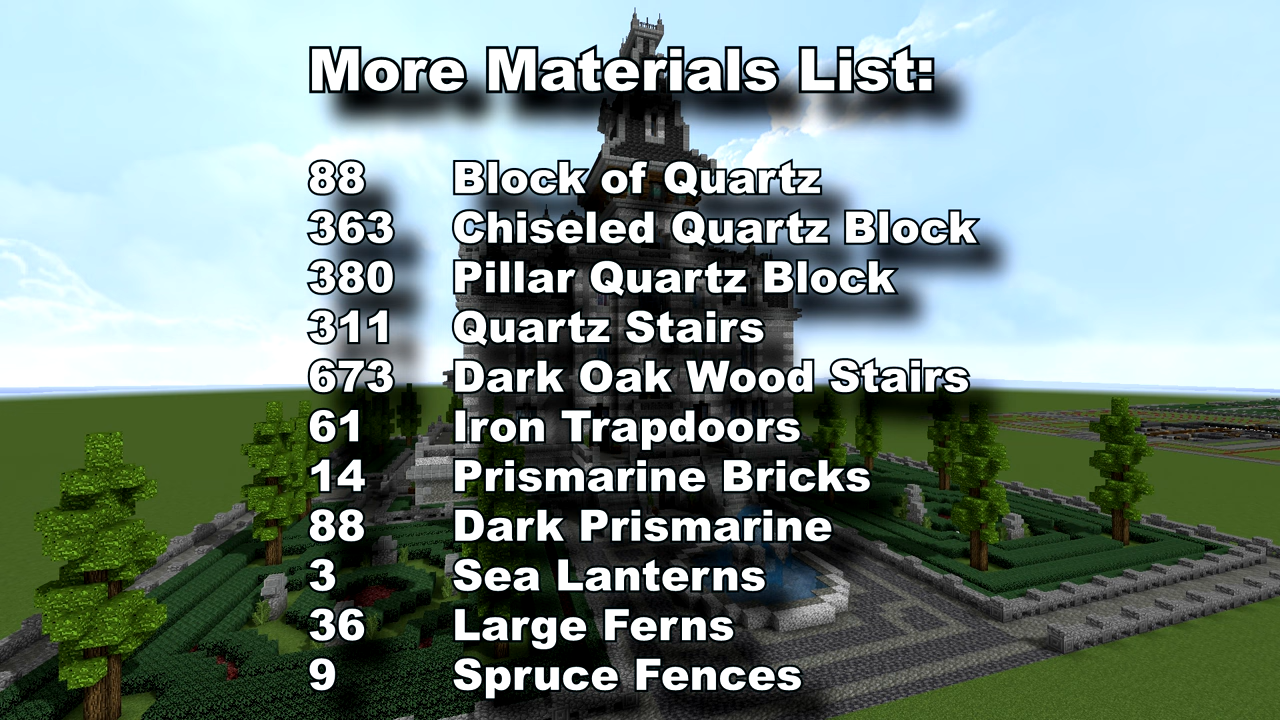 More Materials List:
88 Block of Quartz
363 Chiseled Quartz Block
380 Pillar Quartz Block
311 Quartz Stairs
673 Dark Oak Wood Stairs
61 Iron Trapdoors
14 Prismarine Bricks
88 Dark Prismarine
3 Sea Lanterns
36 Large Ferns
9 Spruce Fences